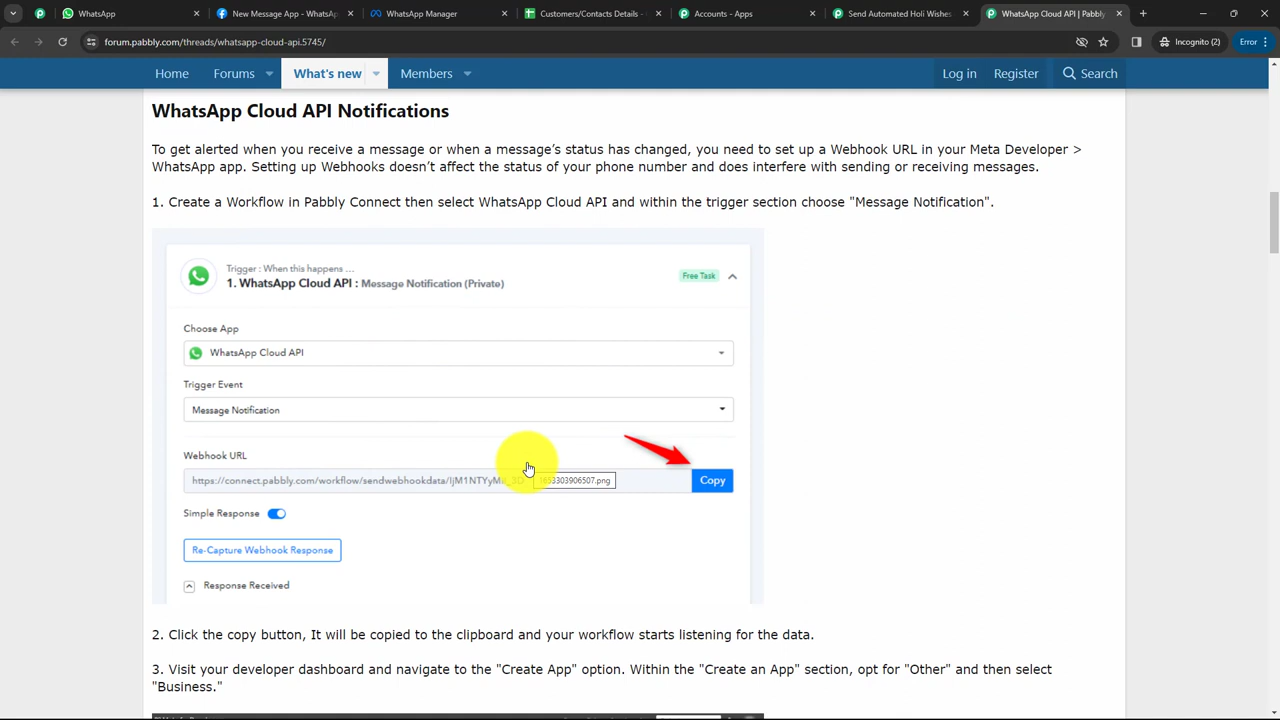 WhatsApp
New Message App - WhatsA
WhatsApp Manager
Customers/Contacts Details -
Accounts - Apps
Send Automated Holi Wishes
WhatsApp Cloud API | Pabbly
forum.pabbly.com/threads/whatsapp-cloud-api.5745/
Incognito (2)
Error
Home
Forums
What's new
Members
Log in
Register
Search
WhatsApp Cloud API Notifications
To get alerted when you receive a message or when a message's status has changed, you need to set up a Webhook URL in your Meta Developer >
WhatsApp app. Setting up Webhooks doesn't affect the status of your phone number and does interfere with sending or receiving messages.
1. Create a Workflow in Pabbly Connect then select WhatsApp Cloud API and within the trigger section choose "Message Notification".
Trigger : When this happens ...
1. WhatsApp Cloud API : Message Notification (Private)
Free Task
Choose App
WhatsApp Cloud API
Trigger Event
Message Notification
Webhook URL
Copy
Simple Response
Re-Capture Webhook Response
Response Received
2. Click the copy button, It will be copied to the clipboard and your workflow starts listening for the data.
3. Visit your developer dashboard and navigate to the "Create App" option. Within the "Create an App" section, opt for "Other" and then select
"Business."